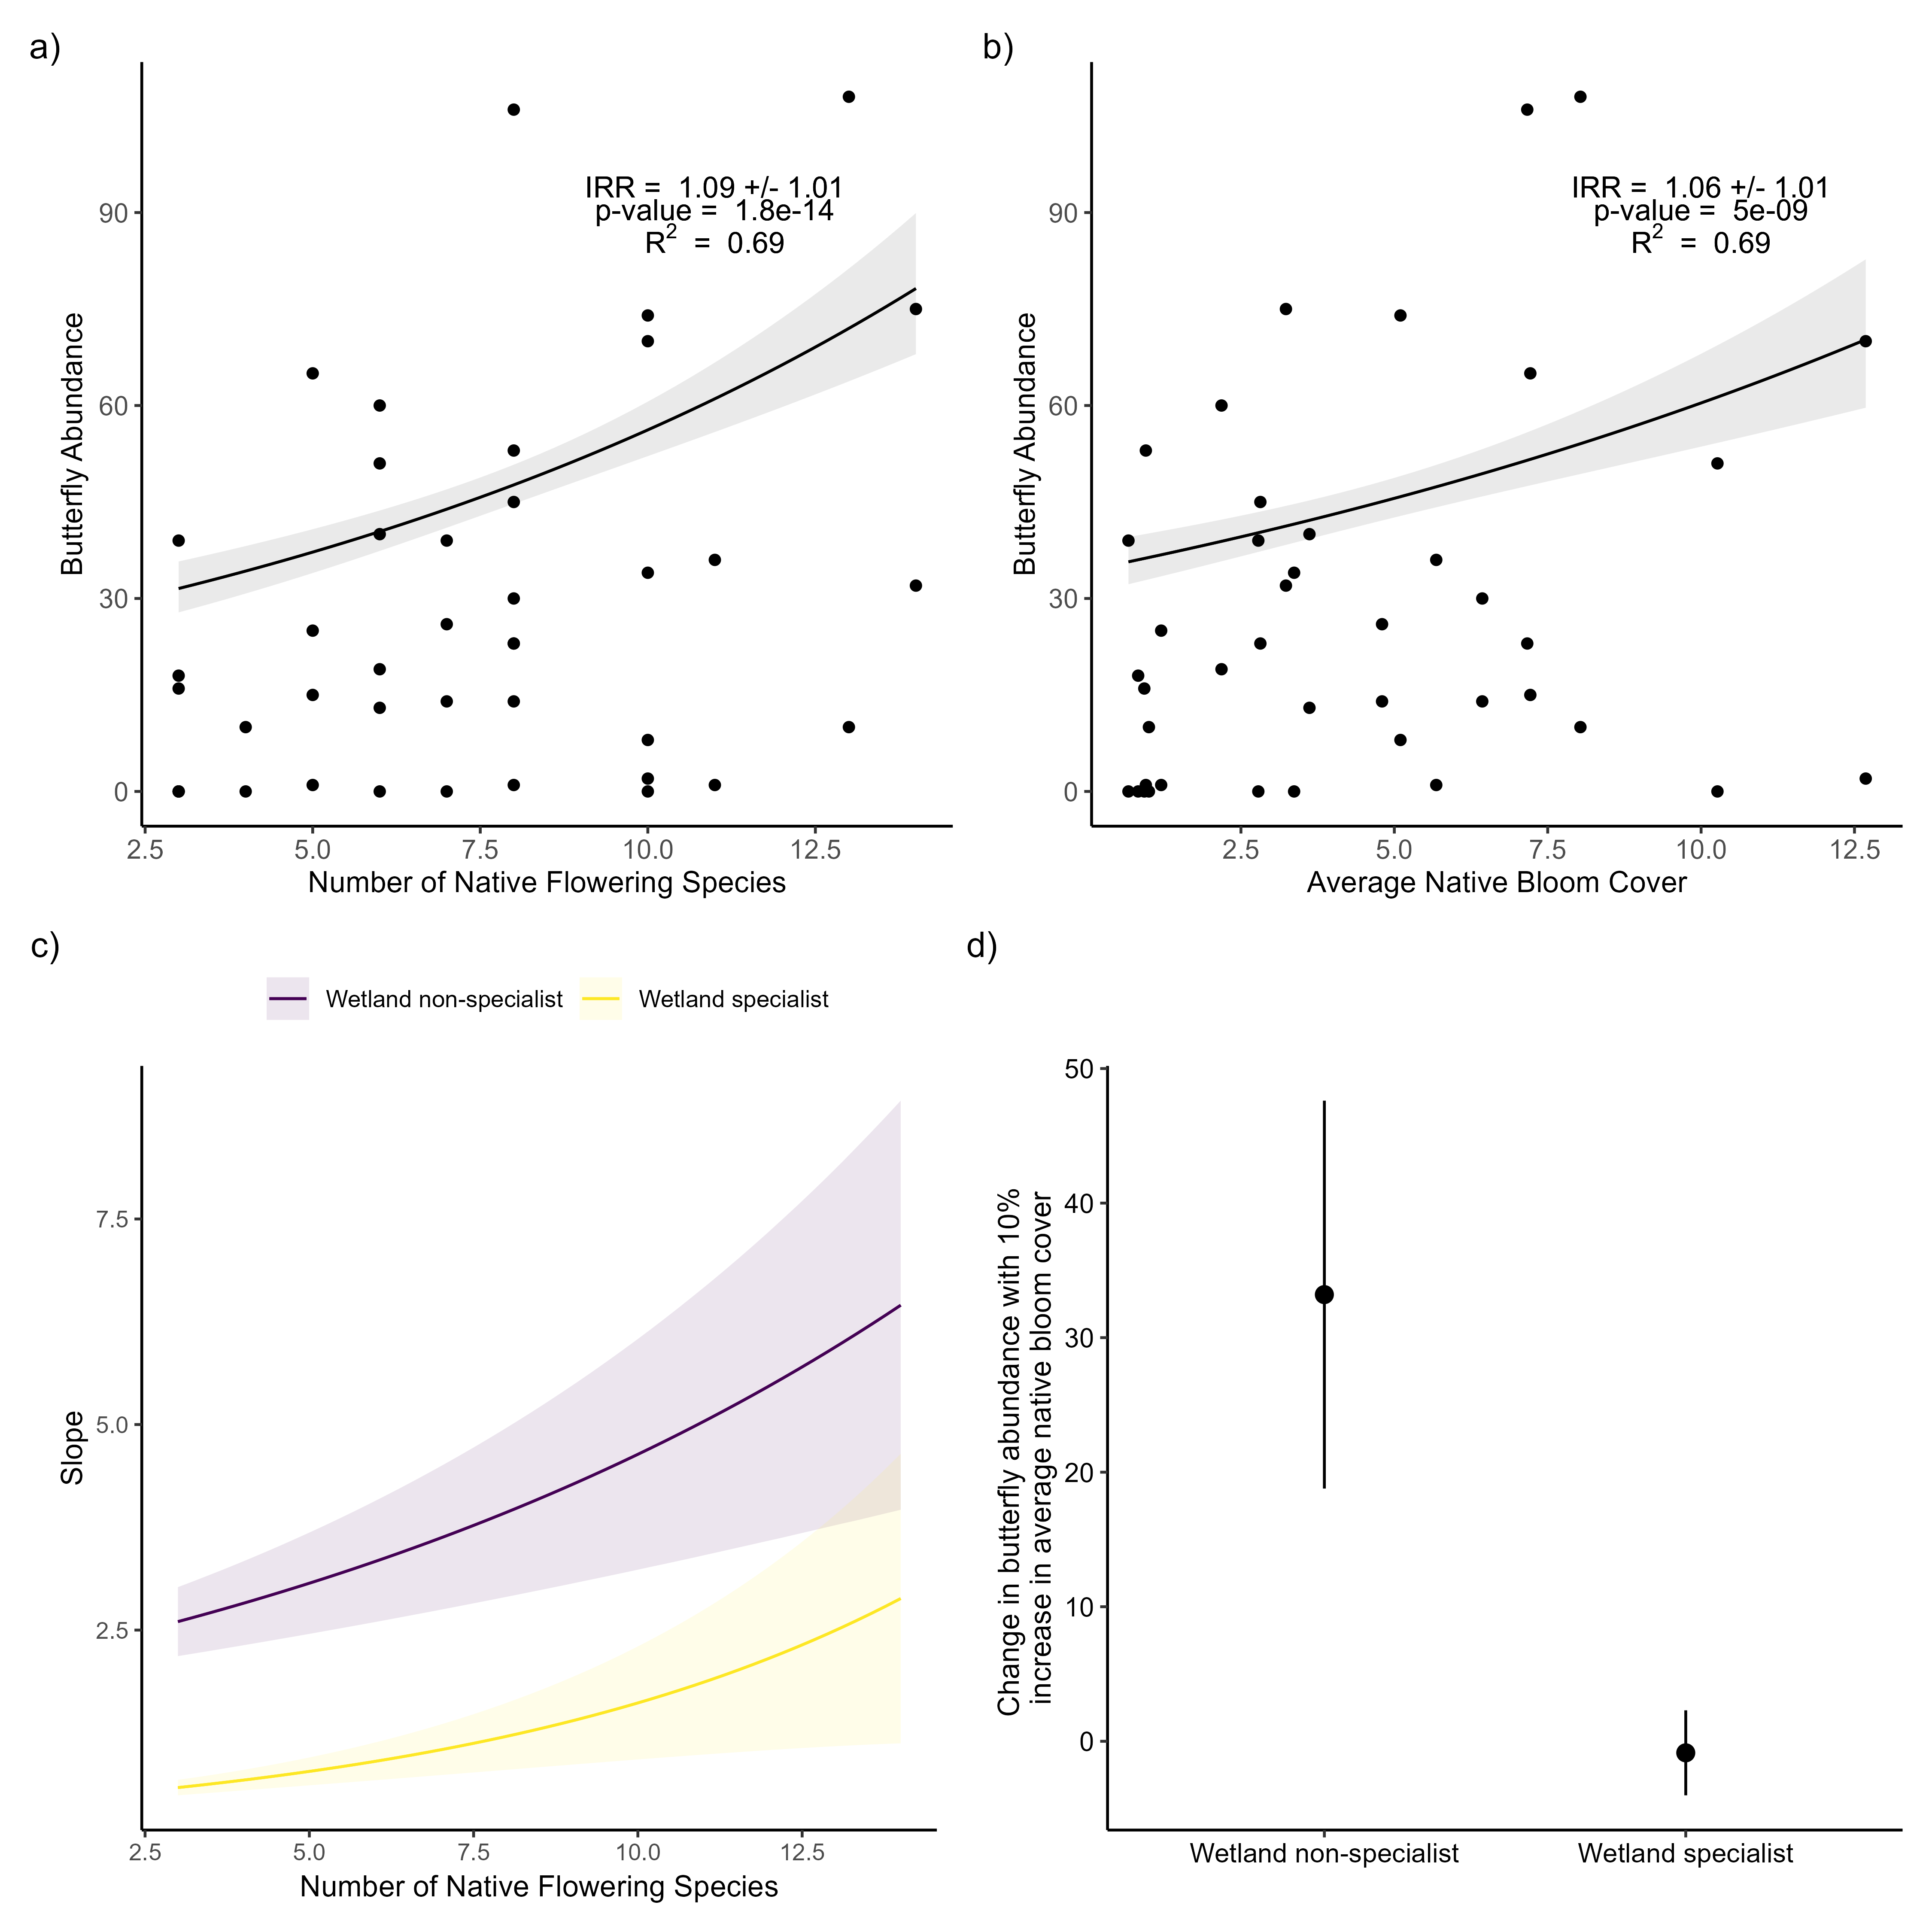 a)
IRR = 1.09 +/- 1.01
p-value = 1.8e-14
R² = 0.69
90
60
30
0
Butterfly Abundance
2.5 5.0 7.5 10.0 12.5
Number of Native Flowering Species
b)
IRR = 1.06 +/- 1.01
p-value = 5e-09
R² = 0.69
90
60
30
0
Butterfly Abundance
2.5 5.0 7.5 10.0 12.5
Average Native Bloom Cover
c)
Wetland non-specialist Wetland specialist
7.5
5.0
2.5
Slope
2.5 5.0 7.5 10.0 12.5
Number of Native Flowering Species
d)
50
40
30
20
10
0
Change in butterfly abundance with 10%
increase in average native bloom cover
Wetland non-specialist Wetland specialist